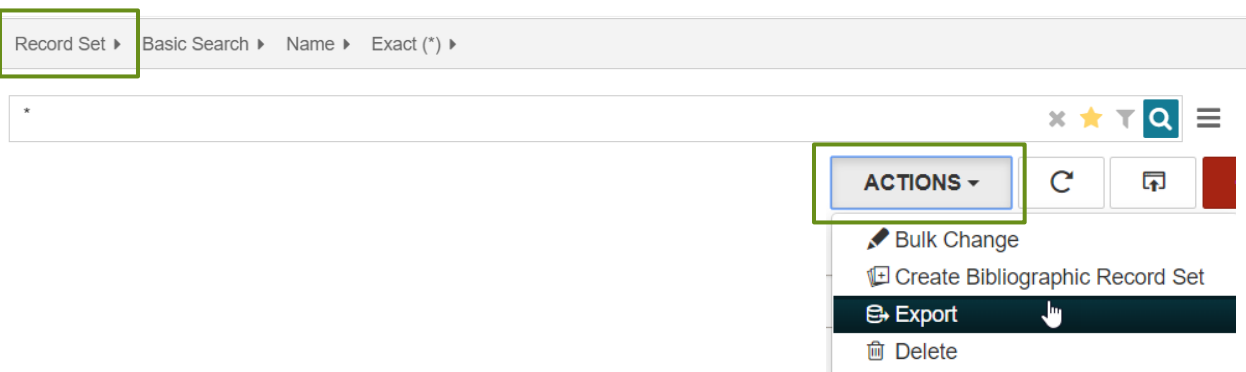 Record Set Basic Search Name Exact (*)
*
ACTIONS
Bulk Change
Create Bibliographic Record Set
Export
Delete